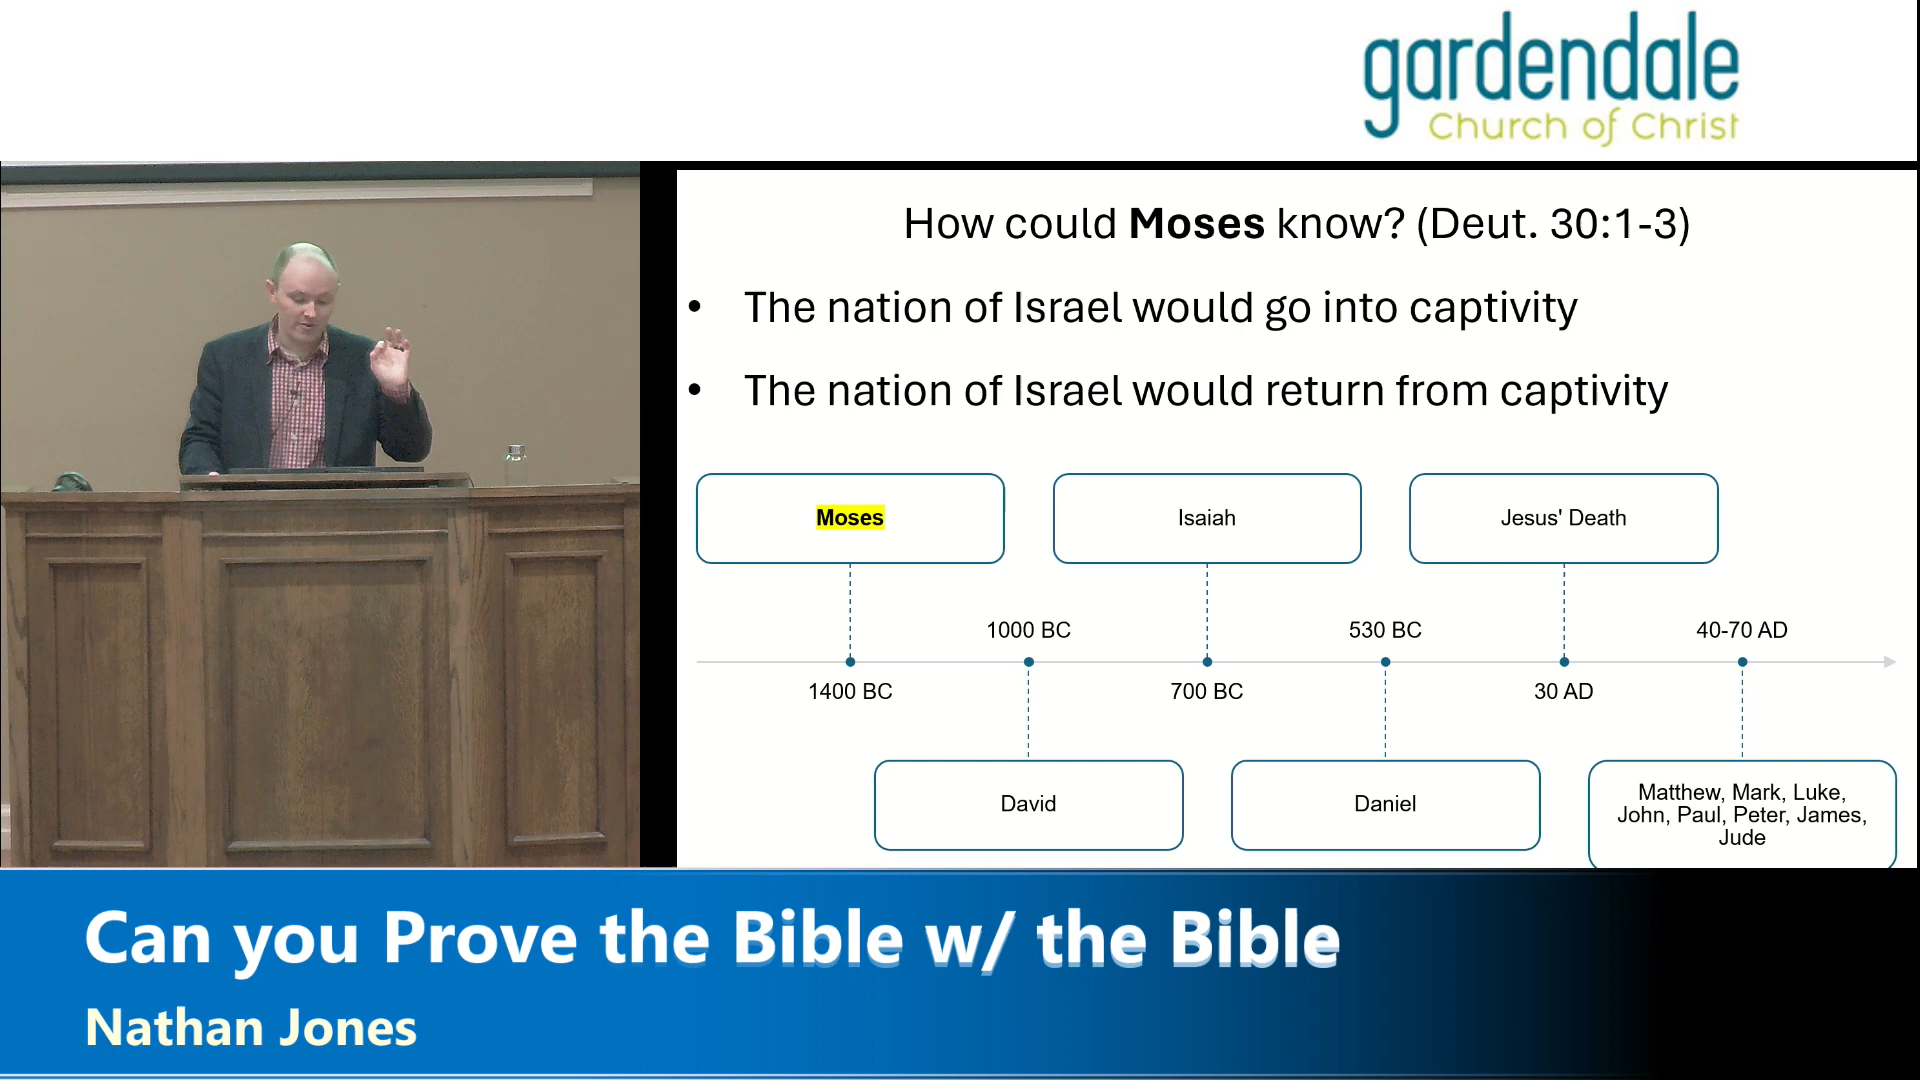 gardendale
Church of Christ
How could Moses know? (Deut. 30:1-3)
• The nation of Israel would go into captivity
• The nation of Israel would return from captivity
Moses
Isaiah
Jesus' Death
1000 BC
530 BC
40-70 AD
1400 BC
700 BC
30 AD
David
Daniel
Matthew, Mark, Luke,
John, Paul, Peter, James,
Jude
Can you Prove the Bible w/ the Bible
Nathan Jones